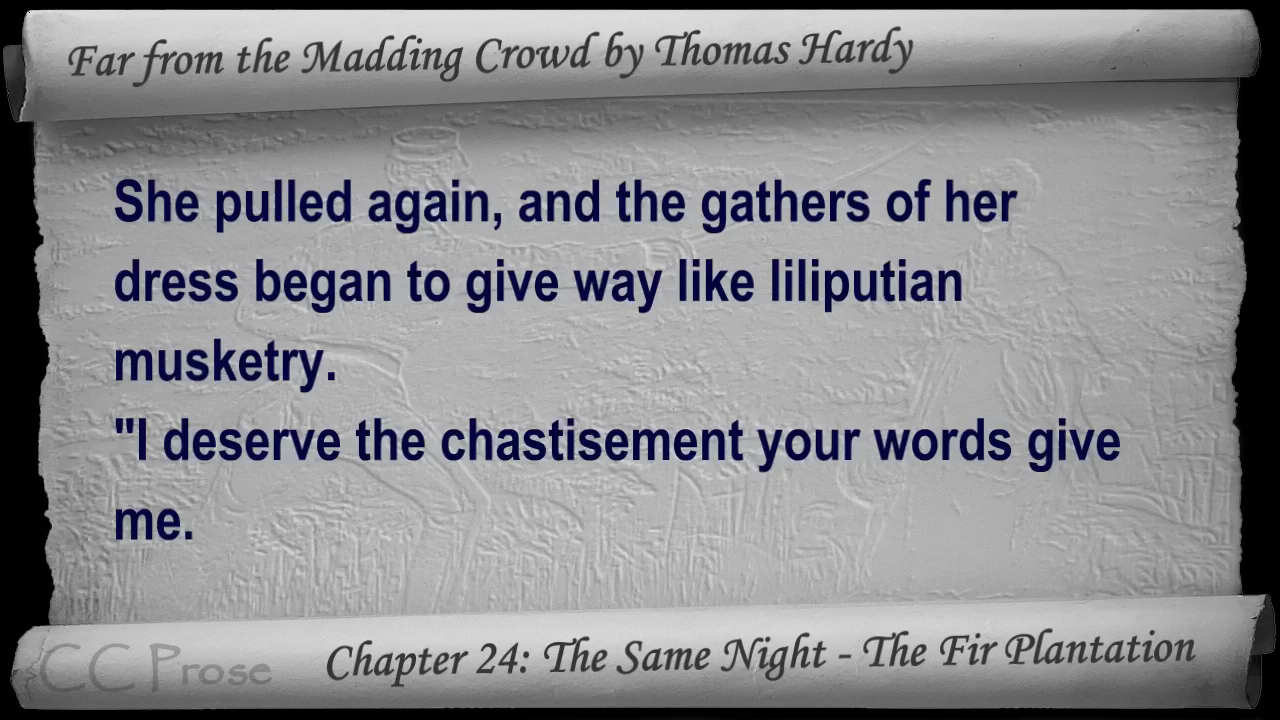 Far from the Madding Crowd by Thomas Hardy
She pulled again, and the gathers of her
dress began to give way like liliputian
musketry.
"I deserve the chastisement your words give
me.
CC Prose
Chapter 24: The Same Night - The Fir Plantation